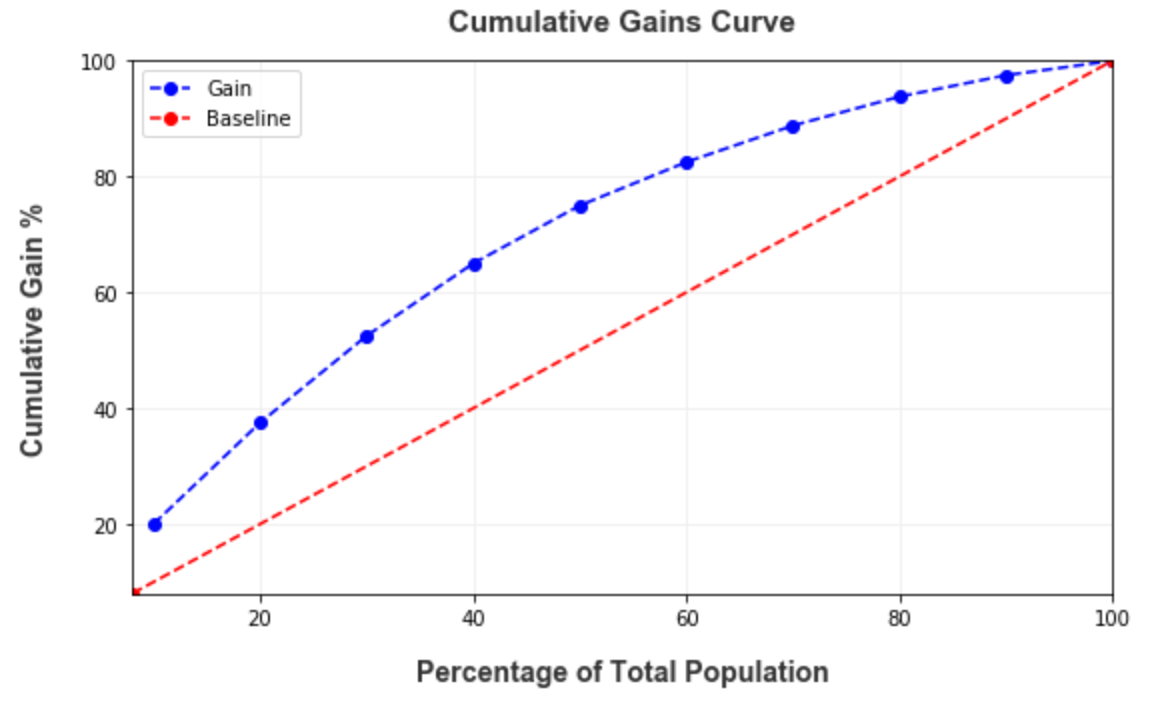 Cumulative Gains Curve
100
80
60
40
20
Gain
Baseline
Cumulative Gain %
20 40 60 80 100
Percentage of Total Population